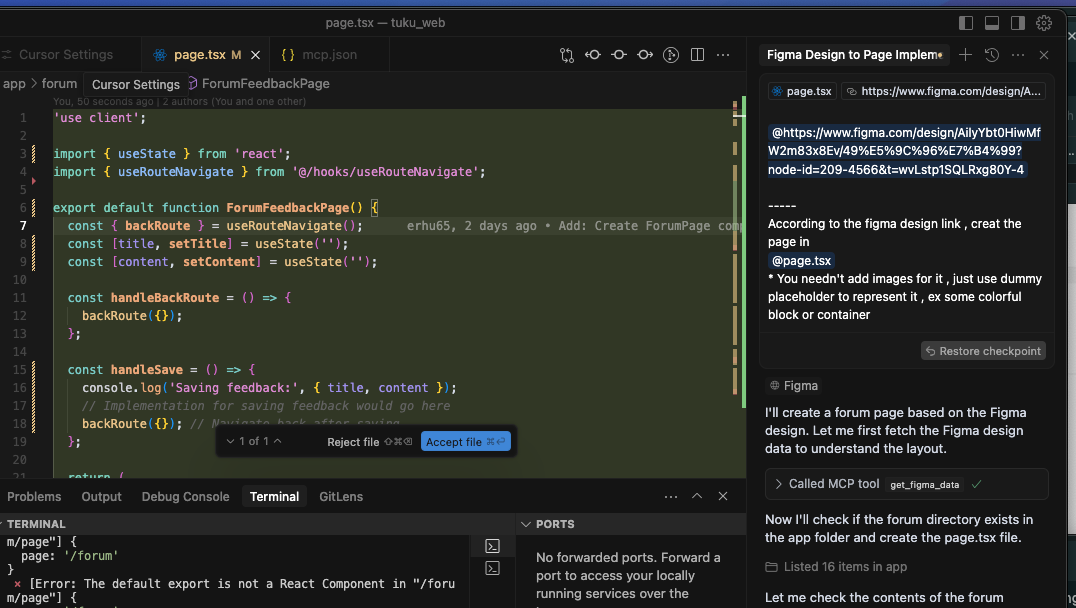 page.tsx — tuku_web
Cursor Settings
page.tsx M
{} mcp.json
app > forum
Cursor Settings
ForumFeedbackPage
You, 50 seconds ago | 2 authors (You and one other)
1 'use client';
2
3 import { useState } from 'react';
4 import { useRouteNavigate } from '@/hooks/useRouteNavigate';
5
6 export default function ForumFeedbackPage() {
7 const { backRoute } = useRouteNavigate(); erhu65, 2 days ago • Add: Create ForumPage com
8 const [title, setTitle] = useState('');
9 const [content, setContent] = useState('');
10
11 const handleBackRoute = () => {
12 backRoute({});
13 };
14
15 const handleSave = () => {
16 console.log('Saving feedback:', { title, content });
17 // Implementation for saving feedback would go here
18 backRoute({}); // Navigate back after saving
19 };
20
21 return (
1 of 1
Reject file ⇧⌘⌫
Accept file ⌘⏎
Problems
Output
Debug Console
Terminal
GitLens
TERMINAL
m/page"] {
page: '/forum'
}
× [Error: The default export is not a React Component in "/foru
m/page"] {
PORTS
No forwarded ports. Forward a
port to access your locally
running services over the
Figma Design to Page Implem
page.tsx
https://www.figma.com/design/A...
@https://www.figma.com/design/AilyYbt0HiwMf
W2m83x8Ev/49%E5%9C%96%E7%B4%99?
node-id=209-4566&t=wvLstp1SQLRxg80Y-4
-----
According to the figma design link , creat the
page in
@page.tsx
* You needn't add images for it , just use dummy
placeholder to represent it , ex some colorful
block or container
Restore checkpoint
Figma
I'll create a forum page based on the Figma
design. Let me first fetch the Figma design
data to understand the layout.
Called MCP tool get_figma_data ✓
Now I'll check if the forum directory exists in
the app folder and create the page.tsx file.
Listed 16 items in app
Let me check the contents of the forum